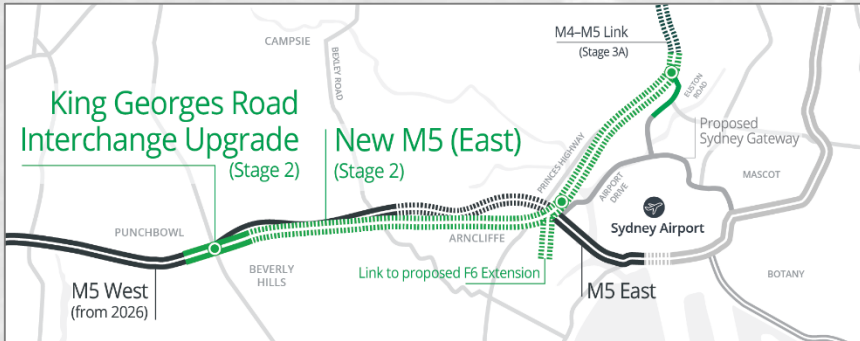 M4–M5 Link
(Stage 3A)
CAMPSIE
BEXLEY ROAD
EUSTON
ROAD
King Georges Road
Interchange Upgrade
(Stage 2)
New M5 (East)
(Stage 2)
Proposed
Sydney Gateway
PRINCES HIGHWAY
AIRPORT
DRIVE
MASCOT
PUNCHBOWL
ARNCLIFFE
Sydney Airport
BEVERLY
HILLS
Link to proposed F6 Extension
BOTANY
M5 West
(from 2026)
M5 East